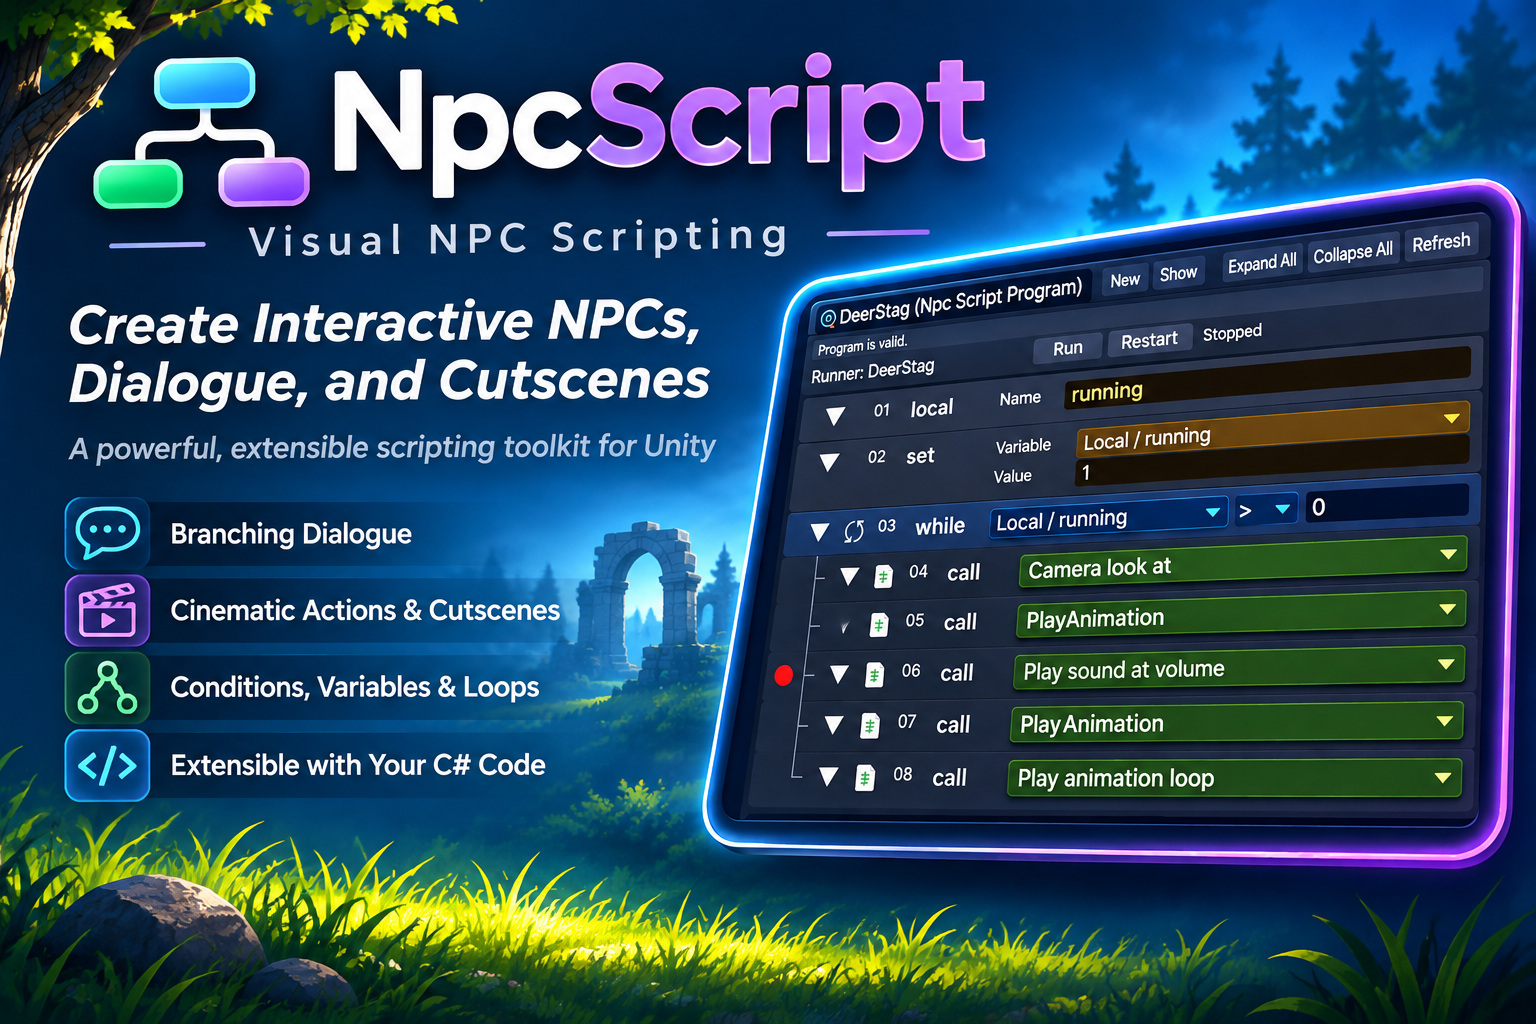 NpcScript
Visual NPC Scripting
Create Interactive NPCs,
Dialogue, and Cutscenes
A powerful, extensible scripting toolkit for Unity
Branching Dialogue
Cinematic Actions & Cutscenes
Conditions, Variables & Loops
</> Extensible with Your C# Code
DeerStag (Npc Script Program) New Show Expand All Collapse All Refresh
Program is valid.
Runner: DeerStag Run Restart Stopped
01 local Name running
02 set Variable Local / running
Value 1
03 while Local / running > 0
04 call Camera look at
05 call PlayAnimation
06 call Play sound at volume
07 call PlayAnimation
08 call Play animation loop